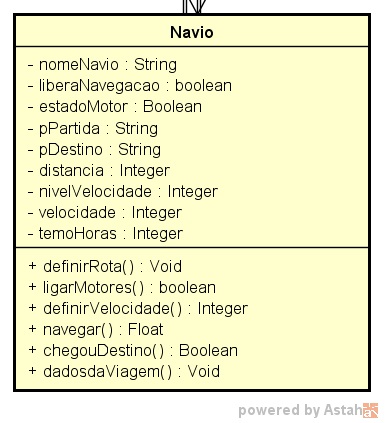 Navio
- nomeNavio : String
- liberaNavegacao : boolean
- estadoMotor : Boolean
- pPartida : String
- pDestino : String
- distancia : Integer
- nivelVelocidade : Integer
- velocidade : Integer
- temoHoras : Integer
+ definirRota() : Void
+ ligarMotores() : boolean
+ definirVelocidade() : Integer
+ navegar() : Float
+ chegouDestino() : Boolean
+ dadosdaViagem() : Void
powered by Astah